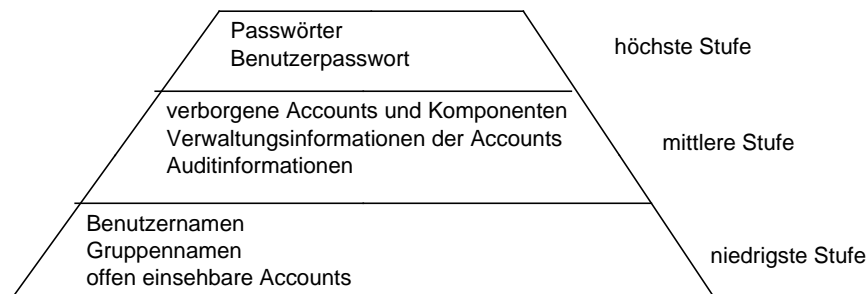 Passwörter
Benutzerpasswort
höchste Stufe
verborgene Accounts und Komponenten
Verwaltungsinformationen der Accounts
Auditinformationen
mittlere Stufe
Benutzernamen
Gruppennamen
offen einsehbare Accounts
niedrigste Stufe